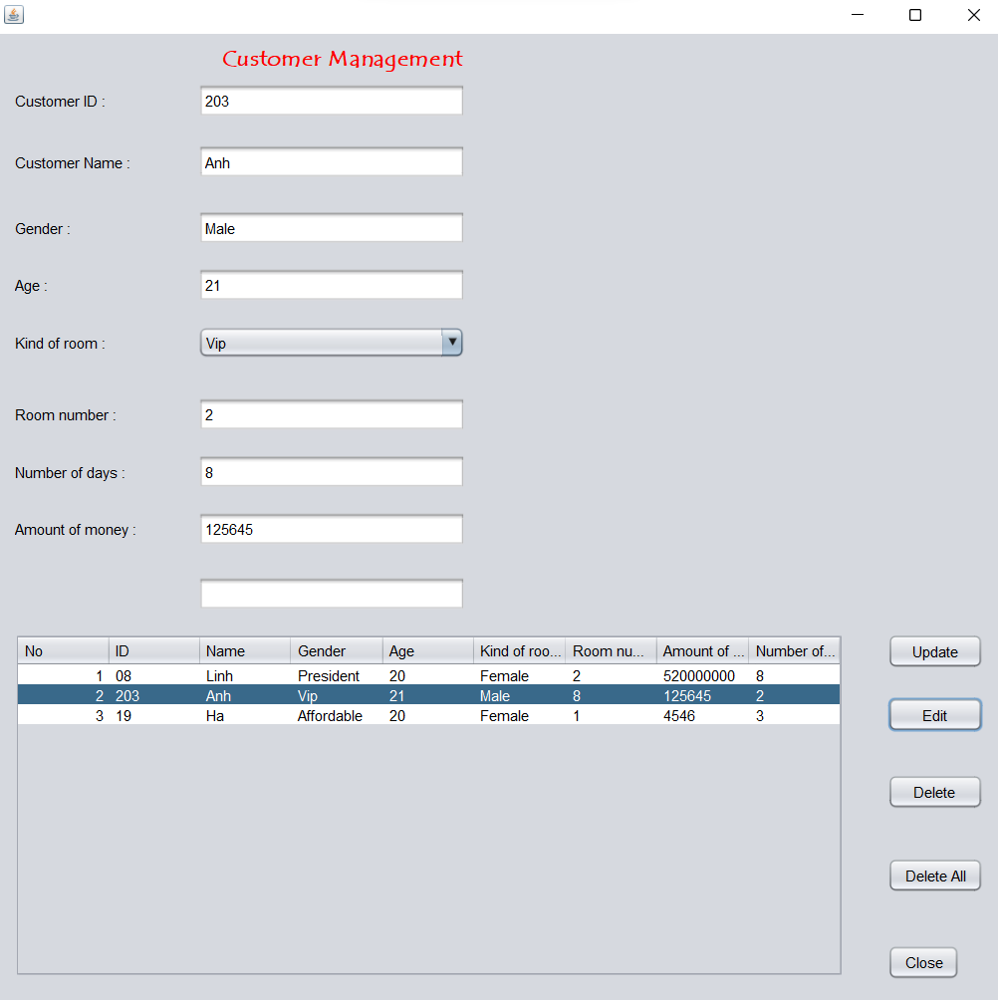 Customer Management
Customer ID : 203
Customer Name : Anh
Gender : Male
Age : 21
Kind of room : Vip
Room number : 2
Number of days : 8
Amount of money : 125645
No ID Name Gender Age Kind of roo... Room nu... Amount of ... Number of...
1 08 Linh President 20 Female 2 520000000 8
2 203 Anh Vip 21 Male 8 125645 2
3 19 Ha Affordable 20 Female 1 4546 3
Update
Edit
Delete
Delete All
Close